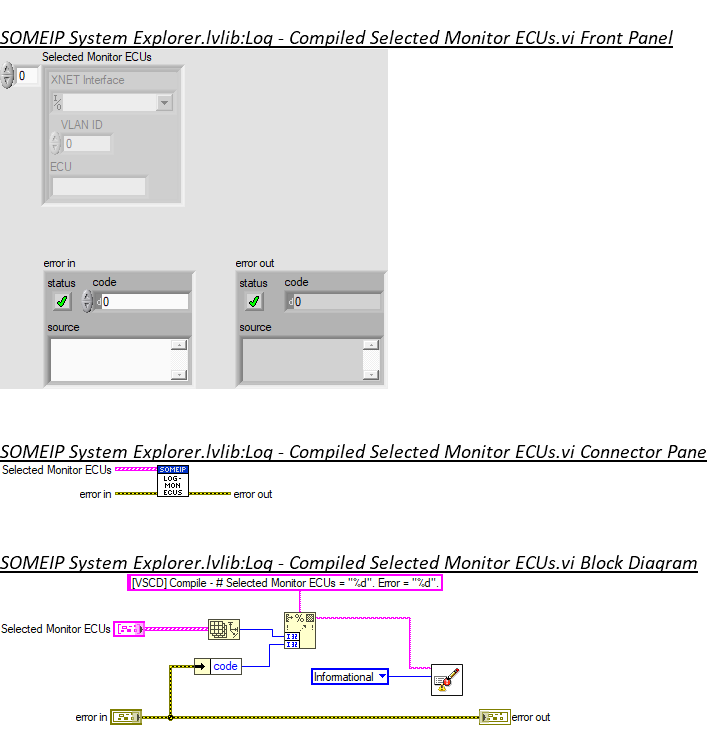 SOMEIP System Explorer.lvlib:Log - Compiled Selected Monitor ECUs.vi Front Panel
Selected Monitor ECUs
0
XNET Interface
I/O
VLAN ID
0
ECU
error in
error out
status code
status code
d 0
d 0
source
source
SOMEIP System Explorer.lvlib:Log - Compiled Selected Monitor ECUs.vi Connector Pane
Selected Monitor ECUs
SOMEIP
LOG-
MON
ECUS
error in
error out
SOMEIP System Explorer.lvlib:Log - Compiled Selected Monitor ECUs.vi Block Diagram
[VSCD] Compile - # Selected Monitor ECUs = "%d". Error = "%d".
Selected Monitor ECUs
%
I32
I32
code
Informational
error in
error out